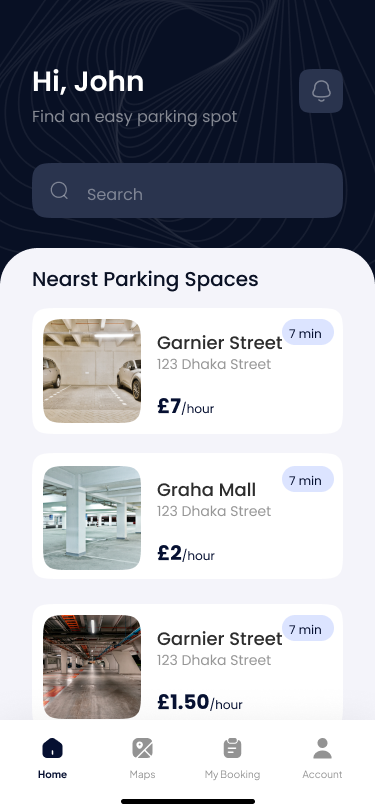 Hi, John
Find an easy parking spot
Search
Nearst Parking Spaces
Garnier Street
7 min
123 Dhaka Street
£7/hour
Graha Mall
7 min
123 Dhaka Street
£2/hour
Garnier Street
7 min
123 Dhaka Street
£1.50/hour
Home Maps My Booking Account